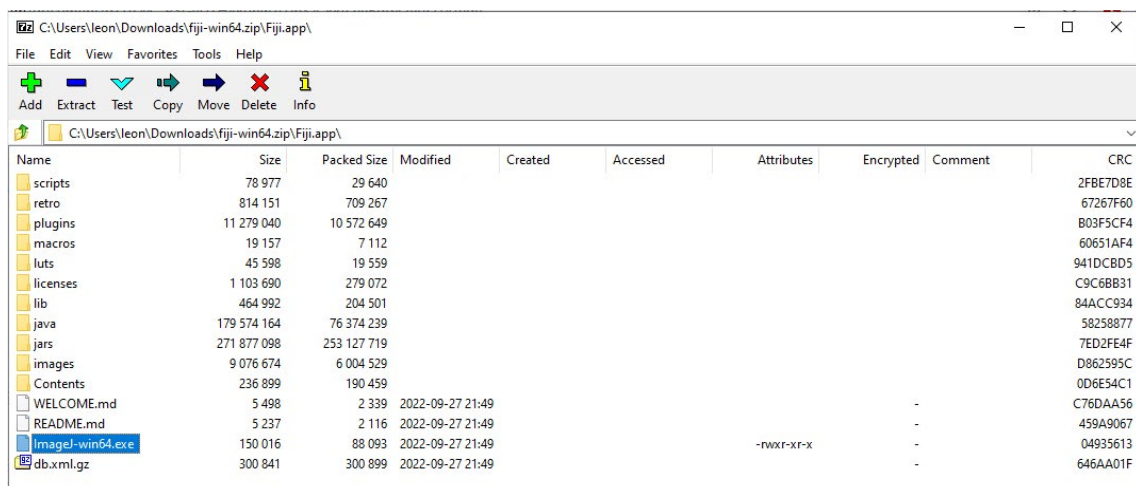 7z C:\Users\leon\Downloads\fiji-win64.zip\Fiji.app\
File Edit View Favorites Tools Help
Add Extract Test Copy Move Delete Info
C:\Users\leon\Downloads\fiji-win64.zip\Fiji.app\
Name Size Packed Size Modified Created Accessed Attributes Encrypted Comment CRC
scripts 78 977 29 640 2FBE7D8E
retro 814 151 709 267 67267F60
plugins 11 279 040 10 572 649 B03F5CF4
macros 19 157 7 112 60651AF4
luts 45 598 19 559 941DCBD5
licenses 1 103 690 279 072 C9C6BB31
lib 464 992 204 501 84ACC934
java 179 574 164 76 374 239 58258877
jars 271 877 098 253 127 719 7ED2FE4F
images 9 076 674 6 004 529 D862595C
Contents 236 899 190 459 0D6E54C1
WELCOME.md 5 498 2 339 2022-09-27 21:49 - C76DAA56
README.md 5 237 2 116 2022-09-27 21:49 - 459A9067
ImageJ-win64.exe 150 016 88 093 2022-09-27 21:49 -rwxr-xr-x - 04935613
db.xml.gz 300 841 300 899 2022-09-27 21:49 - 646AA01F